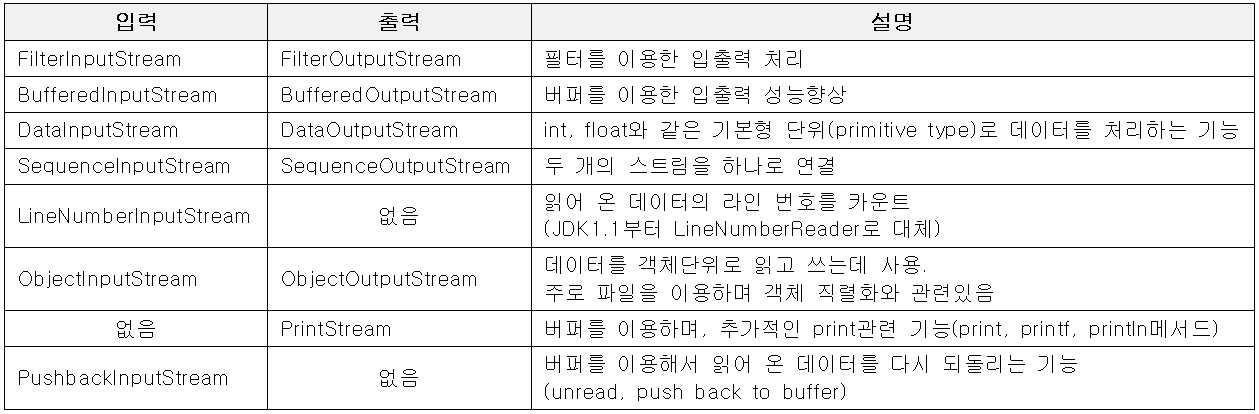 입력 출력 설명
FilterInputStream FilterOutputStream 필터를 이용한 입출력 처리
BufferedInputStream BufferedOutputStream 버퍼를 이용한 입출력 성능향상
DataInputStream DataOutputStream int, float와 같은 기본형 단위(primitive type)로 데이터를 처리하는 기능
SequenceInputStream SequenceOutputStream 두 개의 스트림을 하나로 연결
LineNumberInputStream 없음 읽어 온 데이터의 라인 번호를 카운트
(JDK1.1부터 LineNumberReader로 대체)
ObjectInputStream ObjectOutputStream 데이터를 객체단위로 읽고 쓰는데 사용.
주로 파일을 이용하며 객체 직렬화와 관련있음
없음 PrintStream 버퍼를 이용하며, 추가적인 print관련 기능(print, printf, println메서드)
PushbackInputStream 없음 버퍼를 이용해서 읽어 온 데이터를 다시 되돌리는 기능
(unread, push back to buffer)